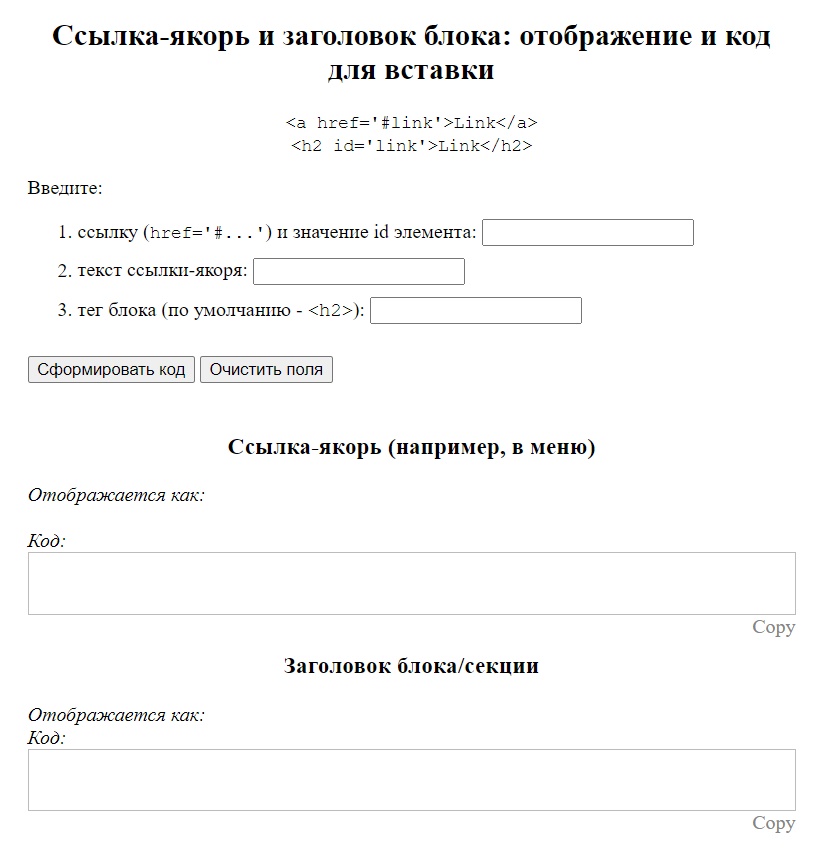 Ссылка-якорь и заголовок блока: отображение и код
для вставки
<a href='#link'>Link</a>
<h2 id='link'>Link</h2>
Введите:
1. ссылку (href='#...') и значение id элемента:
2. текст ссылки-якоря:
3. тег блока (по умолчанию - <h2>):
Сформировать код Очистить поля
Ссылка-якорь (например, в меню)
Отображается как:
Код:
Copy
Заголовок блока/секции
Отображается как:
Код:
Copy